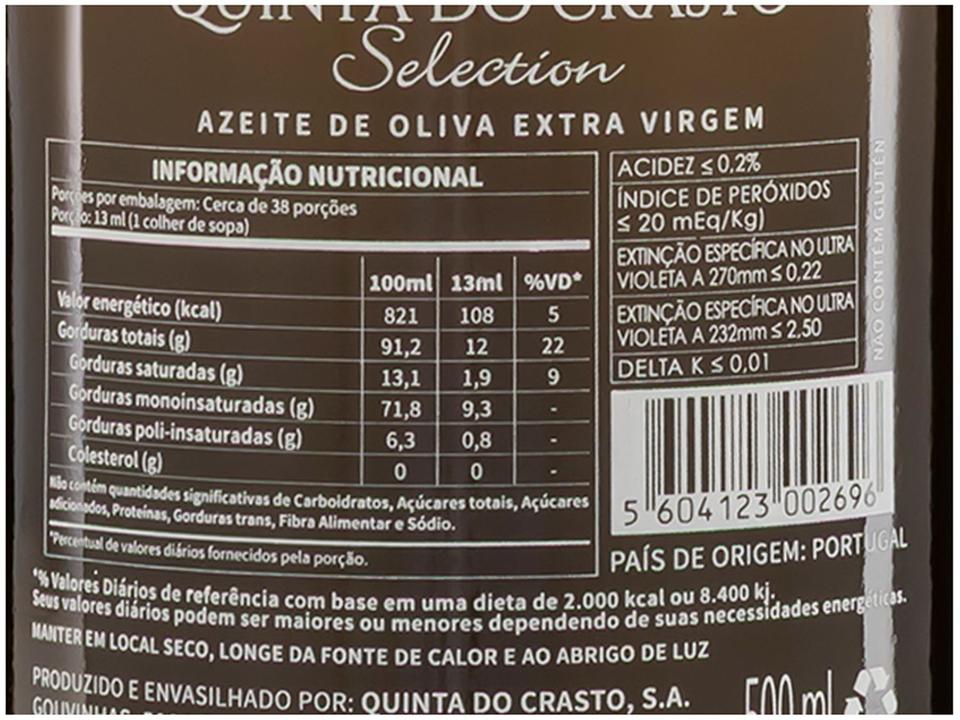 QUINTA DO CRASTO
Selection
AZEITE DE OLIVA EXTRA VIRGEM
INFORMAÇÃO NUTRICIONAL
Porções por embalagem: Cerca de 38 porções
Porção: 13 ml (1 colher de sopa)
100ml 13ml %VD*
Valor energético (kcal) 821 108 5
Gorduras totais (g) 91,2 12 22
Gorduras saturadas (g) 13,1 1,9 9
Gorduras monoinsaturadas (g) 71,8 9,3 -
Gorduras poli-insaturadas (g) 6,3 0,8 -
Colesterol (g) 0 0 -
Não contém quantidades significativas de Carboidratos, Açúcares totais, Açúcares
adicionados, Proteínas, Gorduras trans, Fibra Alimentar e Sódio.
*Percentual de valores diários fornecidos pela porção.
ACIDEZ ≤ 0,2%
ÍNDICE DE PERÓXIDOS
≤ 20 mEq/Kg)
EXTINÇÃO ESPECÍFICA NO ULTRA
VIOLETA A 270mm ≤ 0,22
EXTINÇÃO ESPECÍFICA NO ULTRA
VIOLETA A 232mm ≤ 2,50
DELTA K ≤ 0,01
NÃO CONTÉM GLUTÉN
5 604123 002696
PAÍS DE ORIGEM: PORTUGAL
*% Valores Diários de referência com base em uma dieta de 2.000 kcal ou 8.400 kj.
Seus valores diários podem ser maiores ou menores dependendo de suas necessidades energéticas.
MANTER EM LOCAL SECO, LONGE DA FONTE DE CALOR E AO ABRIGO DE LUZ
PRODUZIDO E ENVASILHADO POR: QUINTA DO CRASTO, S.A.
GOUVINHAS
500 ml